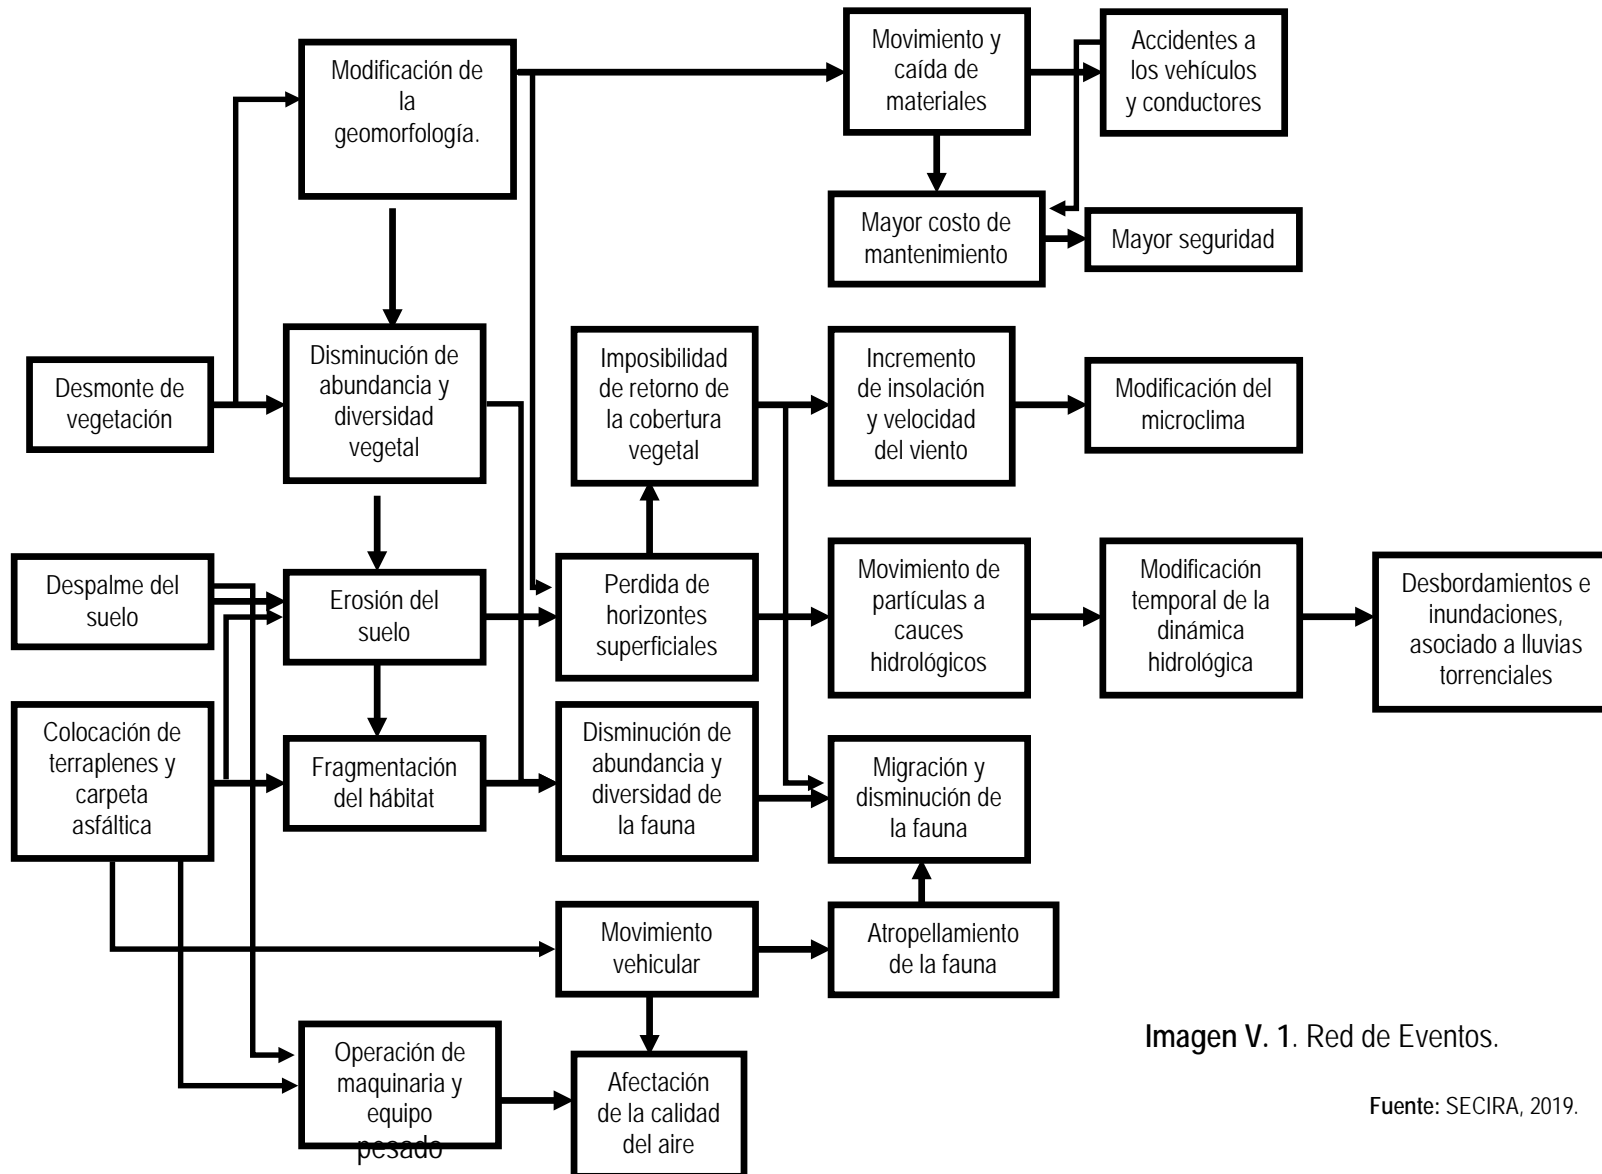 Modificación de
la
geomorfología.
Movimiento y
caída de
materiales
Accidentes a
los vehículos
y conductores
Mayor costo de
mantenimiento
Mayor seguridad
Desmonte de
vegetación
Disminución de
abundancia y
diversidad
vegetal
Imposibilidad
de retorno de
la cobertura
vegetal
Incremento
de insolación
y velocidad
del viento
Modificación del
microclima
Despalme del
suelo
Erosión del
suelo
Perdida de
horizontes
superficiales
Movimiento de
partículas a
cauces
hidrológicos
Modificación
temporal de la
dinámica
hidrológica
Desbordamientos e
inundaciones,
asociado a lluvias
torrenciales
Colocación de
terraplenes y
carpeta
asfáltica
Fragmentación
del hábitat
Disminución de
abundancia y
diversidad de
la fauna
Migración y
disminución de
la fauna
Movimiento
vehicular
Atropellamiento
de la fauna
Operación de
maquinaria y
equipo
pesado
Afectación
de la calidad
del aire
Imagen V. 1. Red de Eventos.
Fuente: SECIRA, 2019.